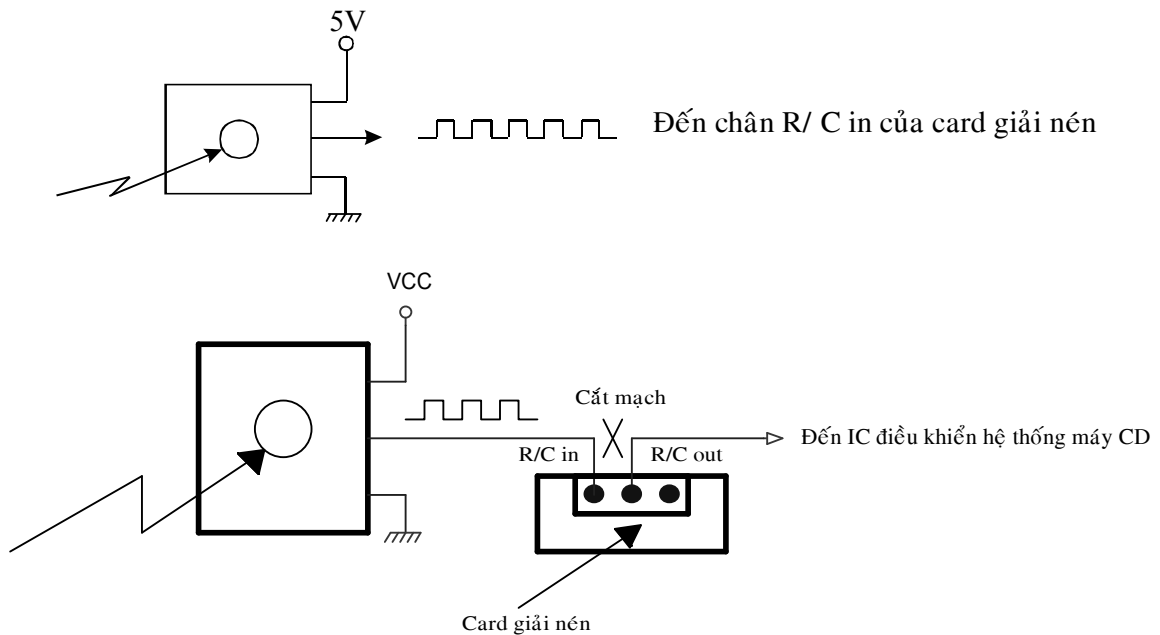 5V
Đến chân R/ C in của card giải nén
VCC
Cắt mạch
R/C in
R/C out
Đến IC điều khiển hệ thống máy CD
Card giải nén